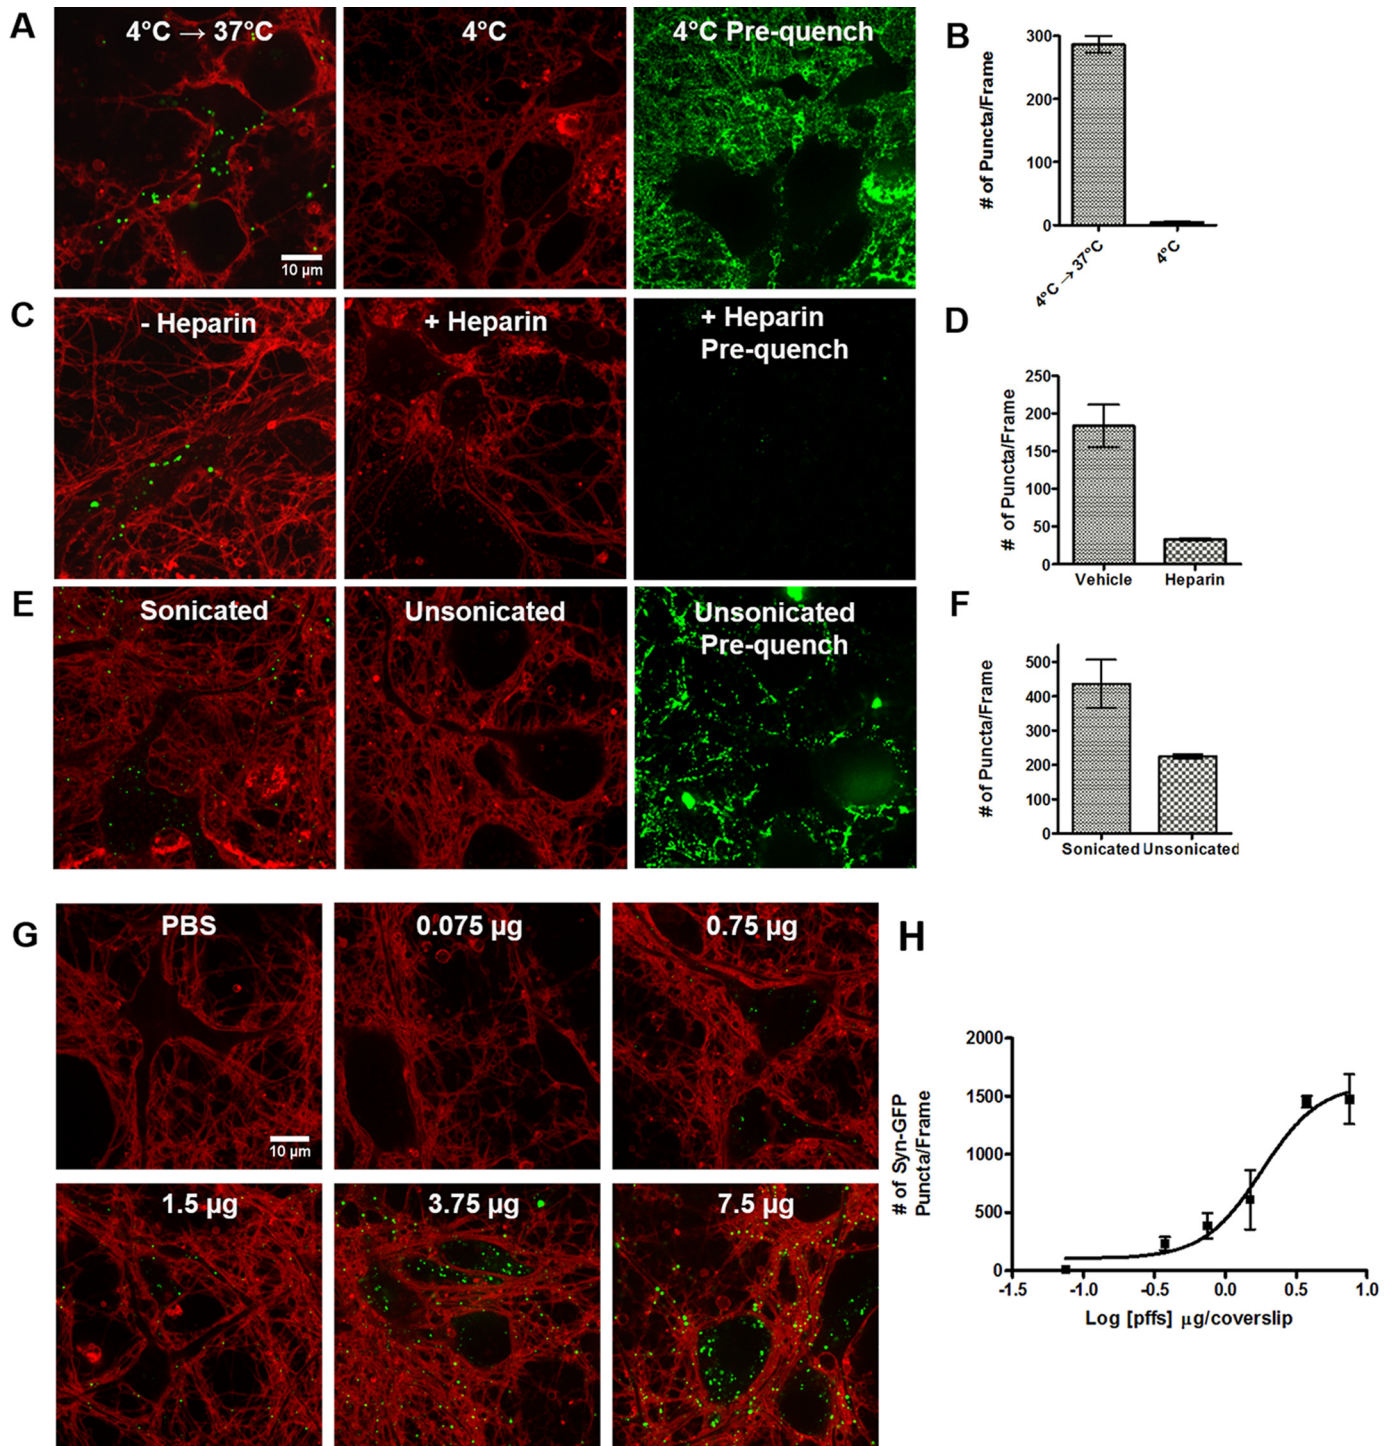 A
4°C → 37°C
4°C
4°C Pre-quench
10 µm
B
# of Puncta/Frame
300
200
100
0
4°C → 37°C
4°C
C
- Heparin
+ Heparin
+ Heparin
Pre-quench
D
# of Puncta/Frame
250
200
150
100
50
0
Vehicle
Heparin
E
Sonicated
Unsonicated
Unsonicated
Pre-quench
F
# of Puncta/Frame
500
400
300
200
100
0
Sonicated
Unsonicated
G
PBS
0.075 µg
0.75 µg
10 µm
1.5 µg
3.75 µg
7.5 µg
H
# of Syn-GFP
Puncta/Frame
2000
1500
1000
500
0
-1.5
-1.0
-0.5
0.0
0.5
1.0
Log [pffs] µg/coverslip